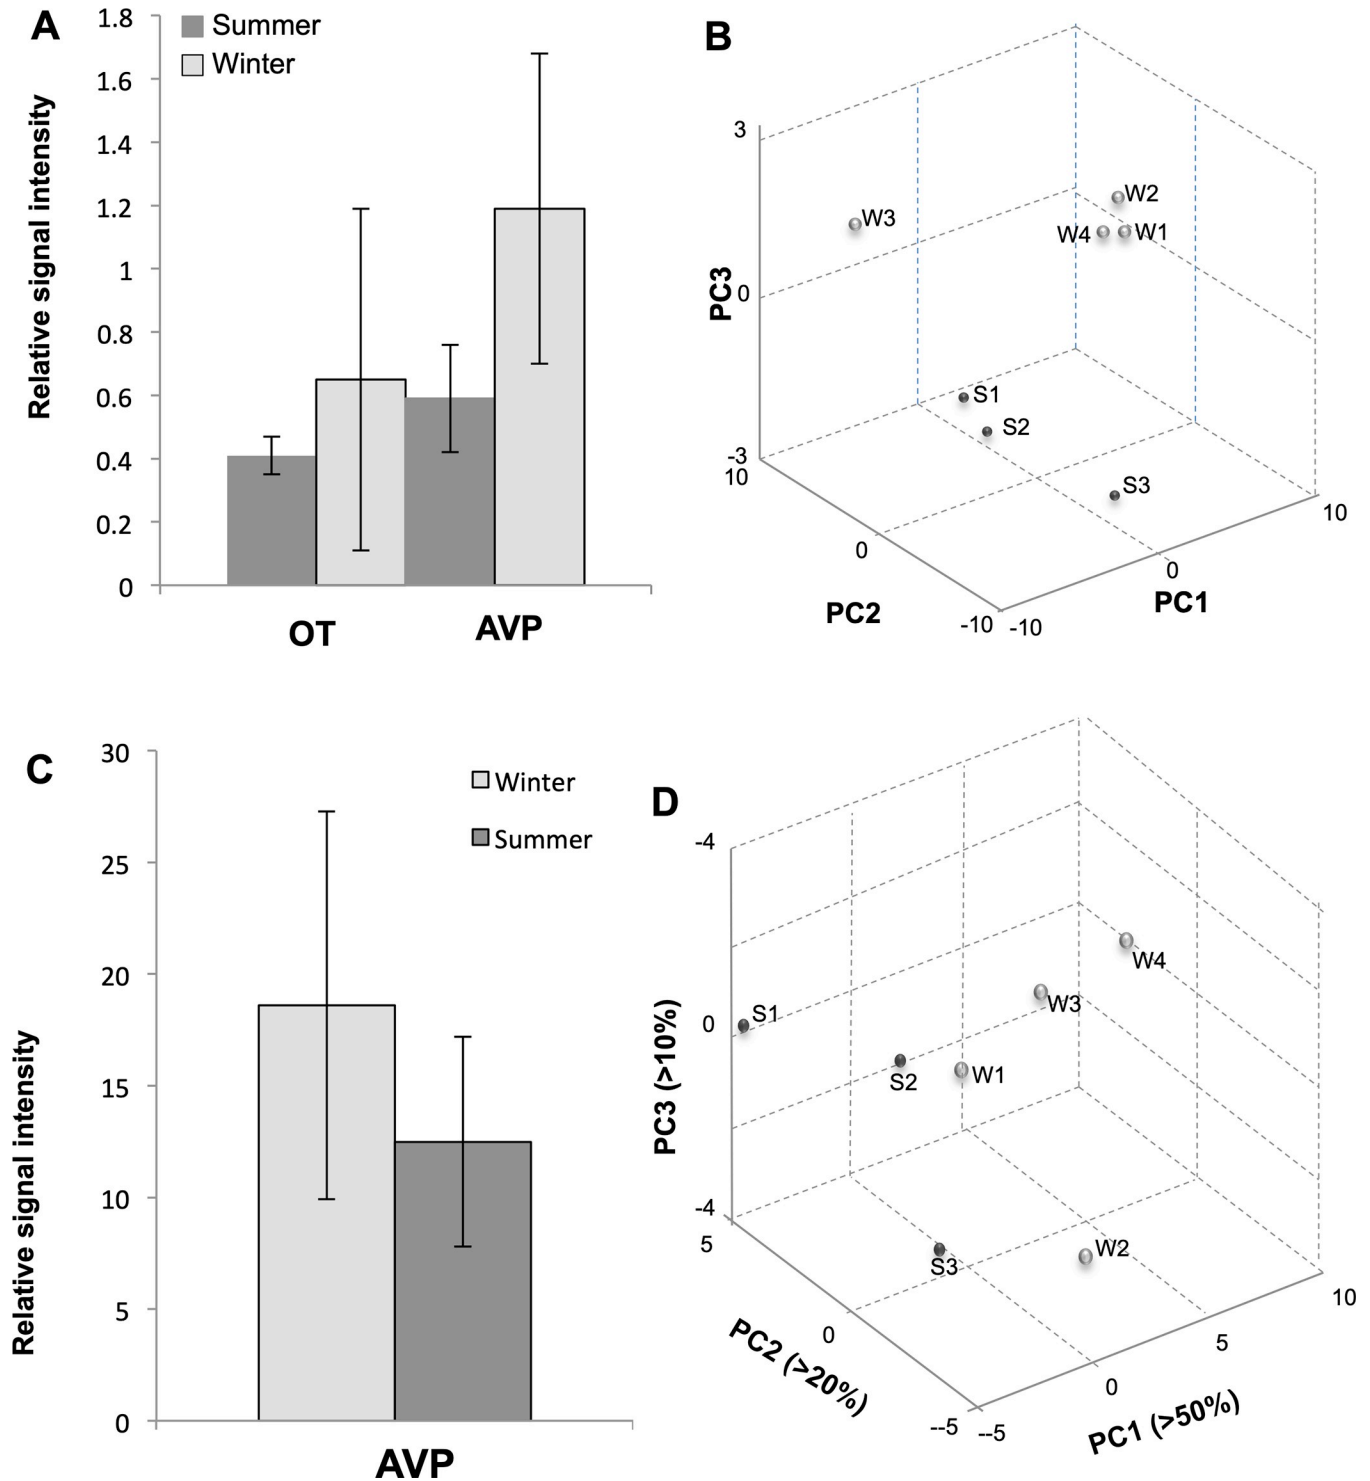 A
Relative signal intensity
1.8
1.6
1.4
1.2
1
0.8
0.6
0.4
0.2
0
Summer
Winter
OT
AVP
B
3
PC3
0
-3
10
0
-10
-10
0
10
PC2
PC1
W3
W2
W4
W1
S1
S2
S3
C
Relative signal intensity
30
25
20
15
10
5
0
Winter
Summer
AVP
D
-4
0
-4
PC3 (>10%)
5
0
--5
--5
0
5
10
PC2 (>20%)
PC1 (>50%)
S1
W4
W3
S2
W1
S3
W2